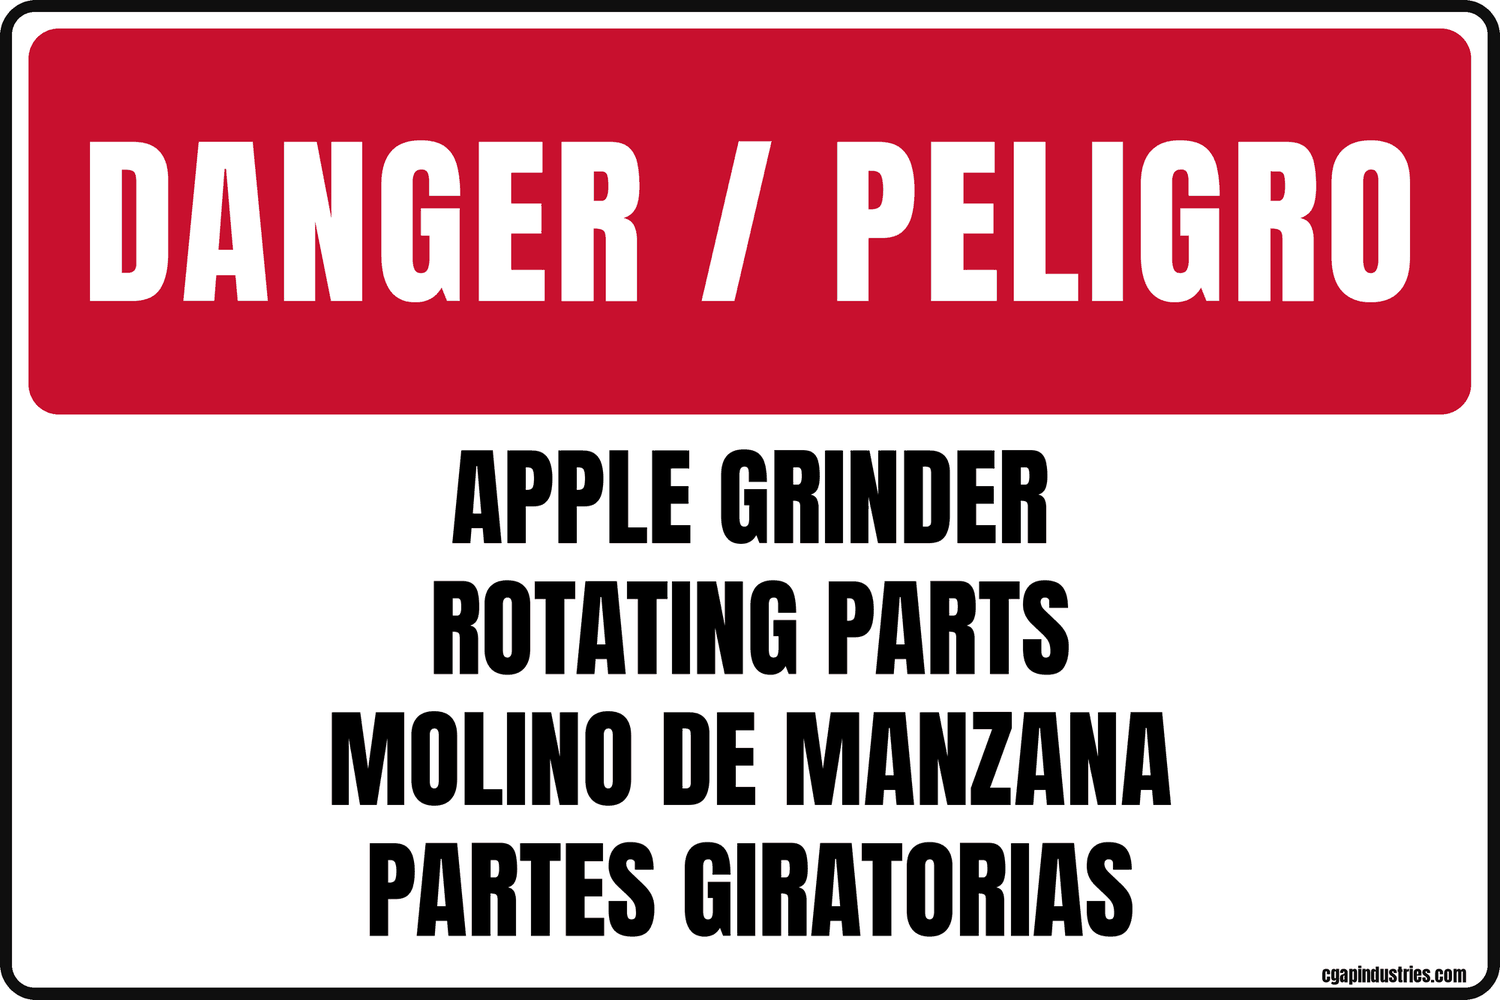 DANGER / PELIGRO
APPLE GRINDER
ROTATING PARTS
MOLINO DE MANZANA
PARTES GIRATORIAS
cgapindustries.com